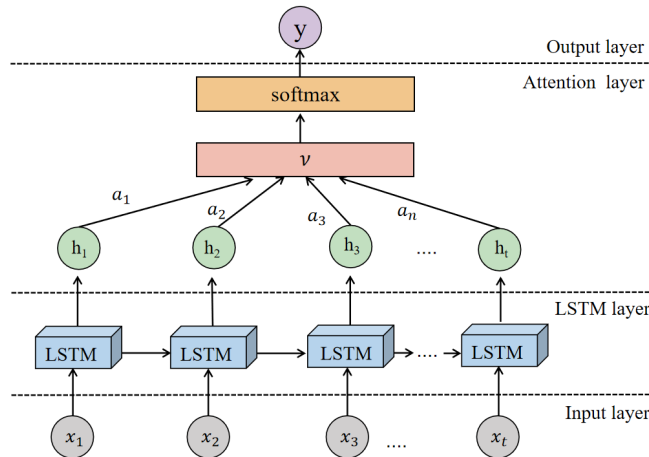 y
Output layer
Attention layer
softmax
ν
a₁ a₂ a₃ aₙ
h₁ h₂ h₃ .... hₜ
LSTM layer
LSTM LSTM LSTM .... LSTM
Input layer
x₁ x₂ x₃ .... xₜ